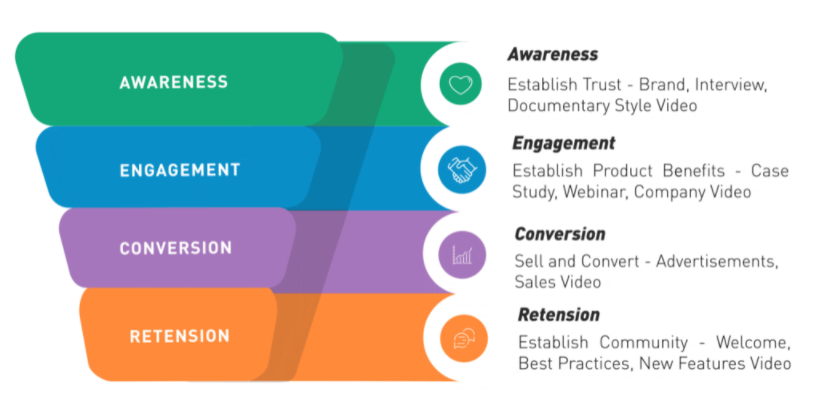 AWARENESS
Awareness
Establish Trust - Brand, Interview,
Documentary Style Video
ENGAGEMENT
Engagement
Establish Product Benefits - Case
Study, Webinar, Company Video
CONVERSION
Conversion
Sell and Convert - Advertisements,
Sales Video
RETENSION
Retension
Establish Community - Welcome,
Best Practices, New Features Video